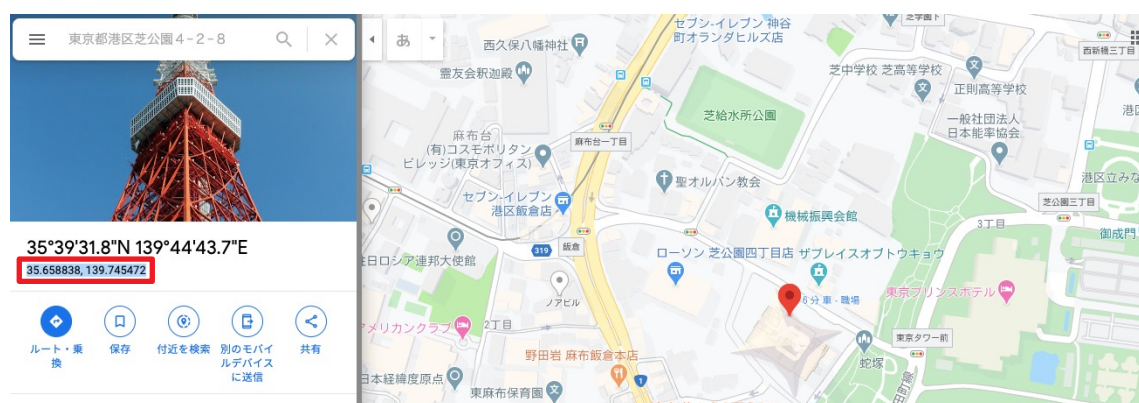 東京都港区芝公園4-2-8
35°39'31.8"N 139°44'43.7"E
35.658838, 139.745472
ルート・乗
換
保存
付近を検索
別のモバイ
ルデバイス
に送信
共有
あ
西久保八幡神社
セブン-イレブン 神谷
町オランダヒルズ店
霊友会釈迦殿
芝学園下
西新橋三丁目
芝中学校 芝高等学校
正則高等学校
芝給水所公園
一般社団法人
日本能率協会
麻布台
(有)コスモポリタン
ビレッジ(東京オフィス)
麻布台一丁目
聖オルバン教会
港区立みな
セブン-イレブン
港区飯倉店
芝公園三丁目
機械振興会館
3丁目
御成門
319
飯倉
ローソン 芝公園四丁目店
ザプレイスオブトウキョウ
日ロシア連邦大使館
ノアビル
6 分 車 - 職場
東京プリンスホテル
アメリカンクラブ
2丁目
東京タワー前
野田岩 麻布飯倉本店
蛇塚
日本経緯度原点
1
東麻布保育園
田町線